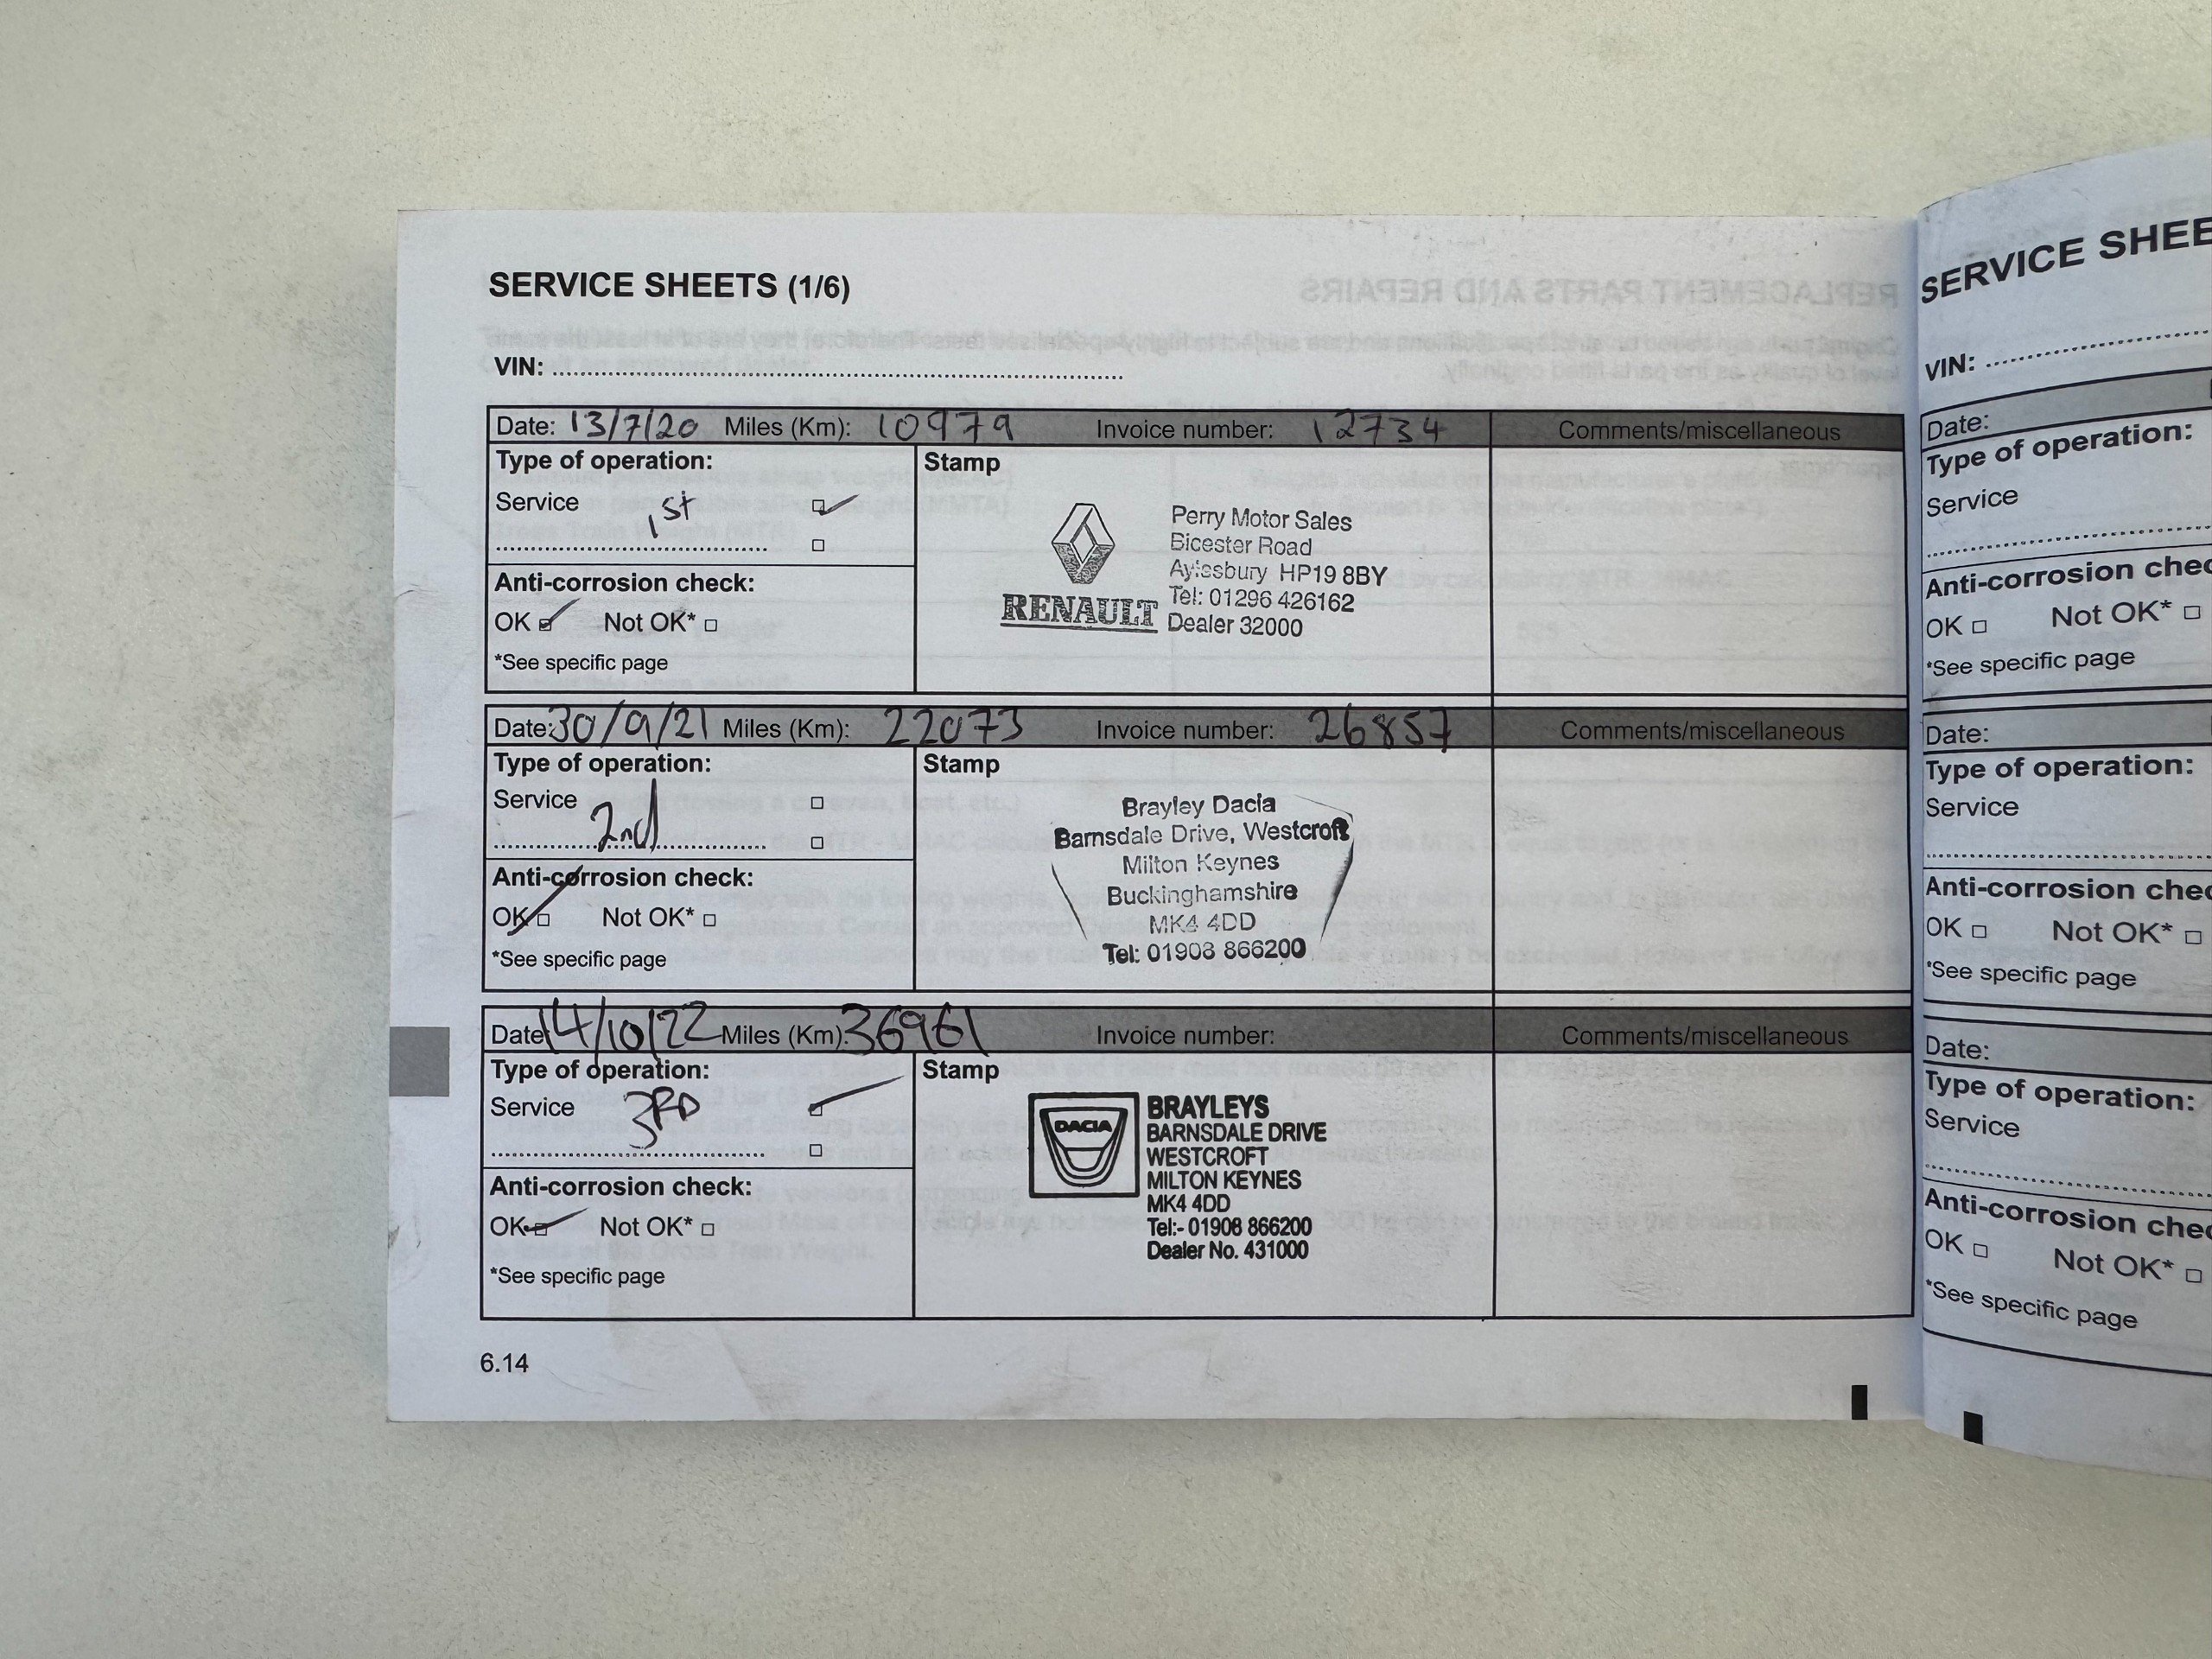 SERVICE SHEETS (1/6)
VIN:
Date: 13/7/20 Miles (Km): 10979 Invoice number: 12734 Comments/miscellaneous
Type of operation:
Stamp
Service 1st
Anti-corrosion check:
OK Not OK*
*See specific page
RENAULT
Perry Motor Sales
Bicester Road
Aylesbury HP19 8BY
Tel: 01296 426162
Dealer 32000
Date: 30/9/21 Miles (Km): 22073 Invoice number: 26857 Comments/miscellaneous
Type of operation:
Stamp
Service 2nd
Anti-corrosion check:
OK Not OK*
*See specific page
Brayley Dacia
Barnsdale Drive, Westcroft
Milton Keynes
Buckinghamshire
MK4 4DD
Tel: 01908 866200
Date 14/10/22 Miles (Km): 36961 Invoice number: Comments/miscellaneous
Type of operation:
Stamp
Service 3RD
Anti-corrosion check:
OK Not OK*
*See specific page
DACIA
BRAYLEYS
BARNSDALE DRIVE
WESTCROFT
MILTON KEYNES
MK4 4DD
Tel:- 01908 866200
Dealer No. 431000
6.14
SERVICE SHEE
VIN:
Date:
Type of operation:
Service
Anti-corrosion chec
OK Not OK*
*See specific page
Date:
Type of operation:
Service
Anti-corrosion chec
OK Not OK*
*See specific page
Date:
Type of operation:
Service
Anti-corrosion chec
OK Not OK*
*See specific page